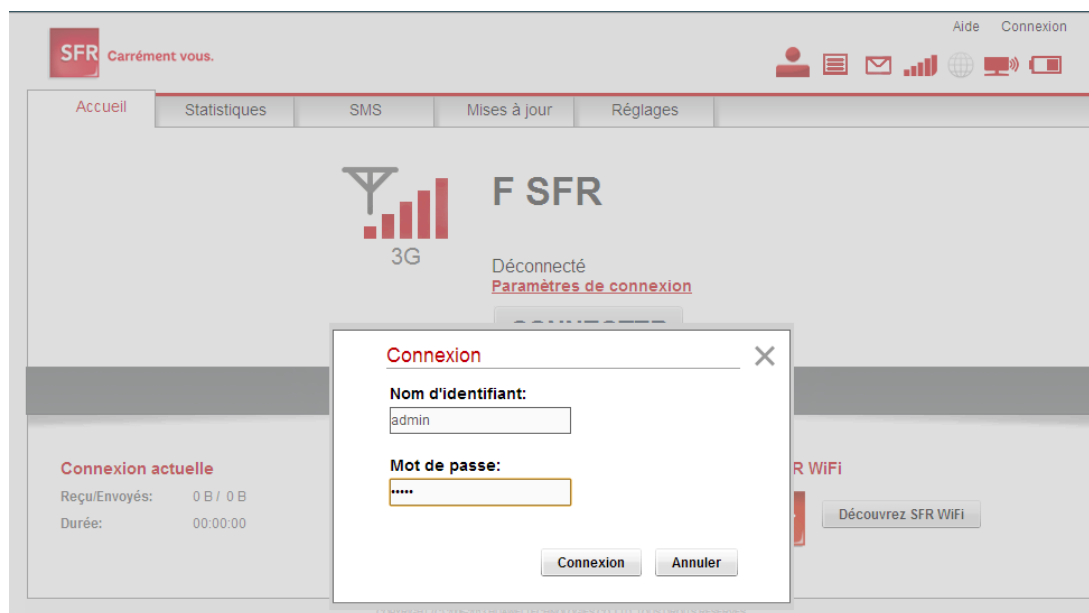 Aide Connexion
SFR Carrément vous.
Accueil Statistiques SMS Mises à jour Réglages
F SFR
3G
Déconnecté
Paramètres de connexion
Connexion
Nom d'identifiant:
admin
Mot de passe:
•••••
Connexion Annuler
Connexion actuelle
Reçu/Envoyés: 0 B / 0 B
Durée: 00:00:00
WiFi
Découvrez SFR WiFi